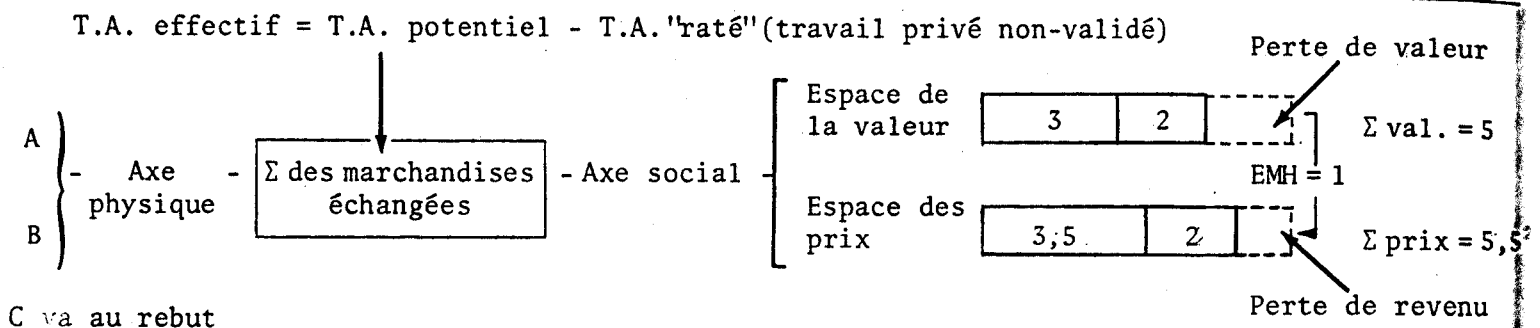 T.A. effectif = T.A. potentiel - T.A."raté"(travail privé non-validé)
Perte de valeur
Espace de
la valeur
3
2
Σ val. = 5
A
- Axe
physique
- Σ des marchandises
échangées
- Axe social -
EMH = 1
B
Espace des
prix
3,5
2
Σ prix = 5,5
C va au rebut
Perte de revenu